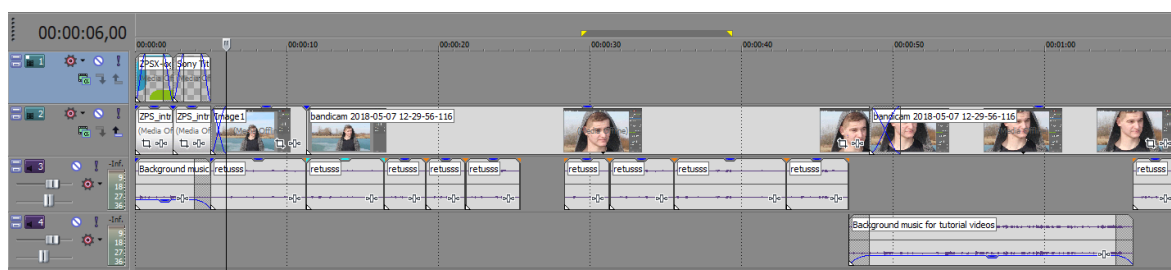 00:00:06,00
00:00:00
00:00:10
00:00:20
00:00:30
00:00:40
00:00:50
00:01:00
1
ZPSX-log
Sony Tit
2
ZPS_intr
ZPS_intr
Image1
bandicam 2018-05-07 12-29-56-116
bandicam 2018-05-07 12-29-56-116
(Media Of
(Media Of
3
-Inf.
9
18
27
36
Background music
retusss
retusss
retusss
retusss
retusss
retusss
retusss
retusss
retusss
retusss
4
-Inf.
9
18
27
36
Background music for tutorial videos